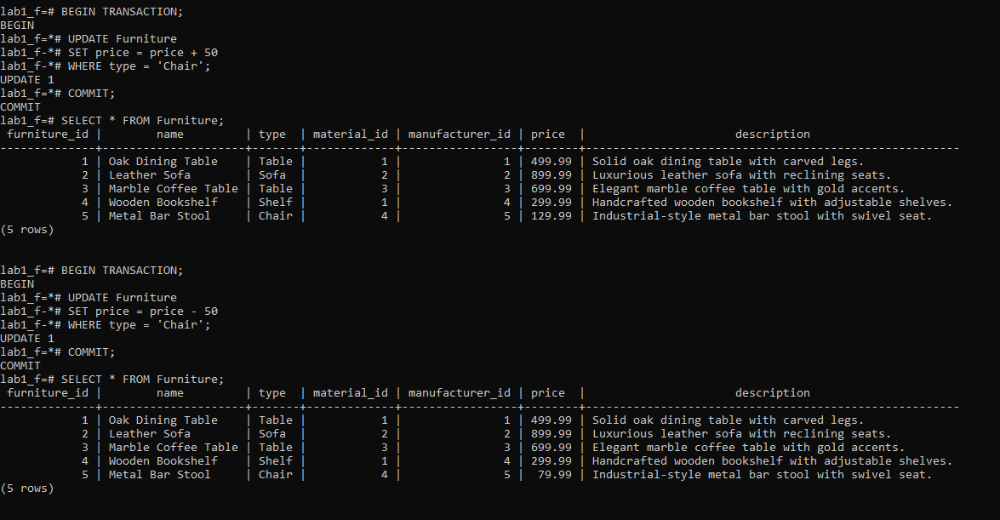 lab1_f=# BEGIN TRANSACTION;
BEGIN
lab1_f=*# UPDATE Furniture
lab1_f-*# SET price = price + 50
lab1_f-*# WHERE type = 'Chair';
UPDATE 1
lab1_f=*# COMMIT;
COMMIT
lab1_f=# SELECT * FROM Furniture;
 furniture_id |        name         | type  | material_id | manufacturer_id | price  |                      description
--------------+---------------------+-------+-------------+-----------------+--------+-------------------------------------------------------
            1 | Oak Dining Table    | Table |           1 |               1 | 499.99 | Solid oak dining table with carved legs.
            2 | Leather Sofa        | Sofa  |           2 |               2 | 899.99 | Luxurious leather sofa with reclining seats.
            3 | Marble Coffee Table | Table |           3 |               3 | 699.99 | Elegant marble coffee table with gold accents.
            4 | Wooden Bookshelf    | Shelf |           1 |               4 | 299.99 | Handcrafted wooden bookshelf with adjustable shelves.
            5 | Metal Bar Stool     | Chair |           4 |               5 | 129.99 | Industrial-style metal bar stool with swivel seat.
(5 rows)
lab1_f=# BEGIN TRANSACTION;
BEGIN
lab1_f=*# UPDATE Furniture
lab1_f-*# SET price = price - 50
lab1_f-*# WHERE type = 'Chair';
UPDATE 1
lab1_f=*# COMMIT;
COMMIT
lab1_f=# SELECT * FROM Furniture;
 furniture_id |        name         | type  | material_id | manufacturer_id | price  |                      description
--------------+---------------------+-------+-------------+-----------------+--------+-------------------------------------------------------
            1 | Oak Dining Table    | Table |           1 |               1 | 499.99 | Solid oak dining table with carved legs.
            2 | Leather Sofa        | Sofa  |           2 |               2 | 899.99 | Luxurious leather sofa with reclining seats.
            3 | Marble Coffee Table | Table |           3 |               3 | 699.99 | Elegant marble coffee table with gold accents.
            4 | Wooden Bookshelf    | Shelf |           1 |               4 | 299.99 | Handcrafted wooden bookshelf with adjustable shelves.
            5 | Metal Bar Stool     | Chair |           4 |               5 |  79.99 | Industrial-style metal bar stool with swivel seat.
(5 rows)